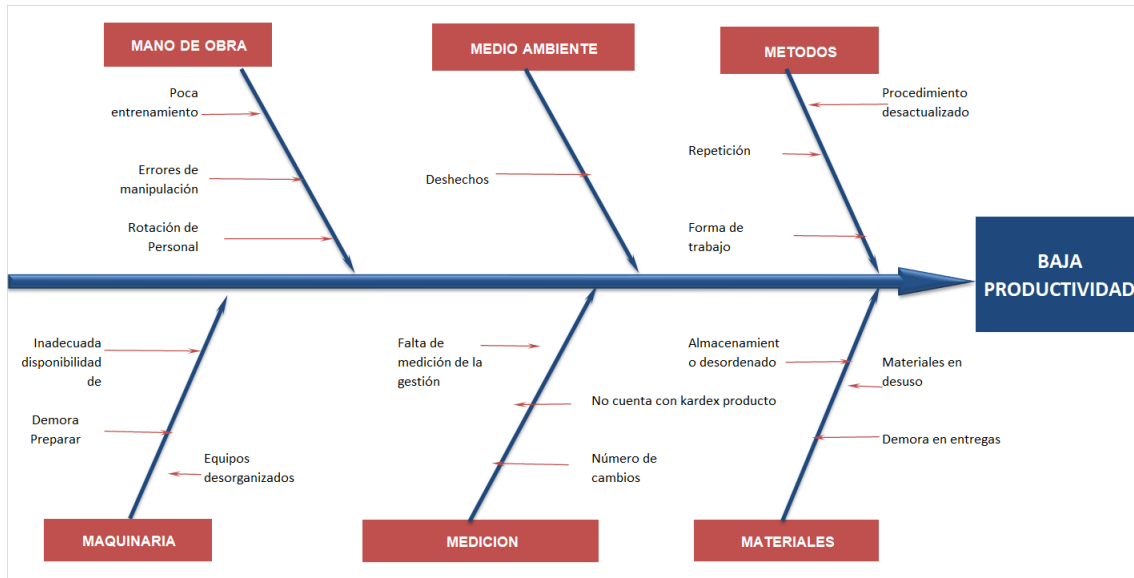 MANO DE OBRA
MEDIO AMBIENTE
METODOS
Poca
entrenamiento
Errores de
manipulación
Rotación de
Personal
Deshechos
Procedimiento
desactualizado
Repetición
Forma de
trabajo
BAJA
PRODUCTIVIDAD
Inadecuada
disponibilidad
de
Demora
Preparar
Equipos
desorganizados
Falta de
medición de la
gestión
No cuenta con kardex producto
Número de
cambios
Almacenamient
o desordenado
Materiales en
desuso
Demora en entregas
MAQUINARIA
MEDICION
MATERIALES